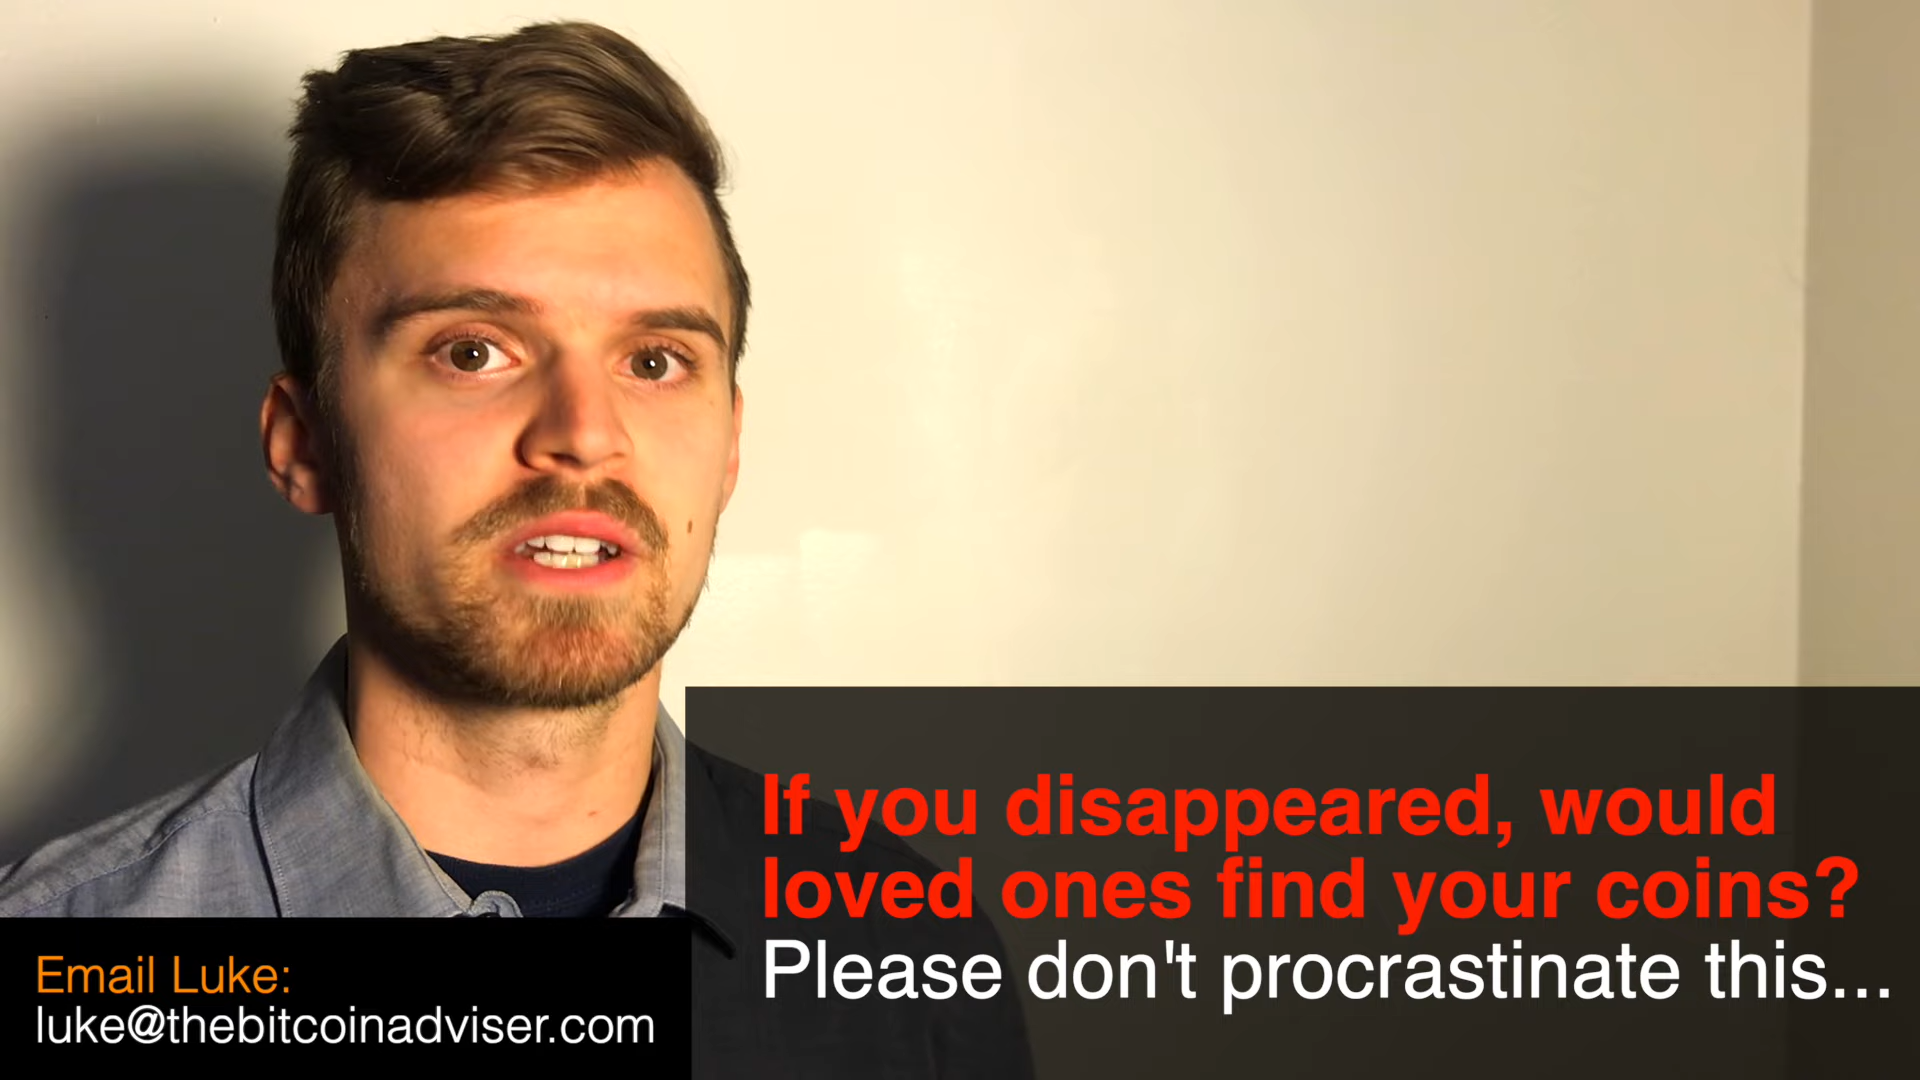 If you disappeared, would
loved ones find your coins?
Please don't procrastinate this...
Email Luke:
luke@thebitcoinadviser.com